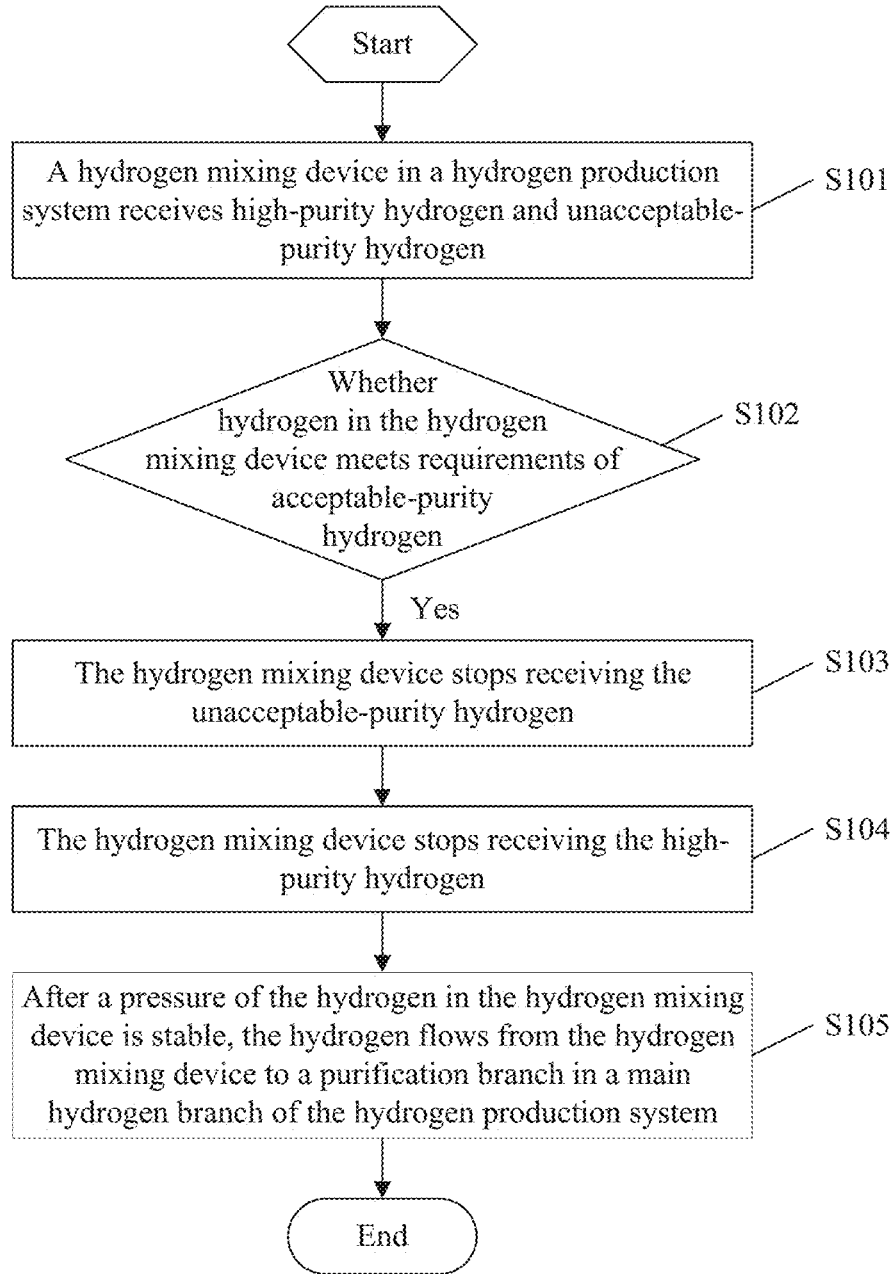 Start
A hydrogen mixing device in a hydrogen production
system receives high-purity hydrogen and unacceptable-
purity hydrogen
S101
Whether
hydrogen in the hydrogen
mixing device meets requirements of
acceptable-purity
hydrogen
S102
Yes
The hydrogen mixing device stops receiving the
unacceptable-purity hydrogen
S103
The hydrogen mixing device stops receiving the high-
purity hydrogen
S104
After a pressure of the hydrogen in the hydrogen mixing
device is stable, the hydrogen flows from the hydrogen
mixing device to a purification branch in a main
hydrogen branch of the hydrogen production system
S105
End